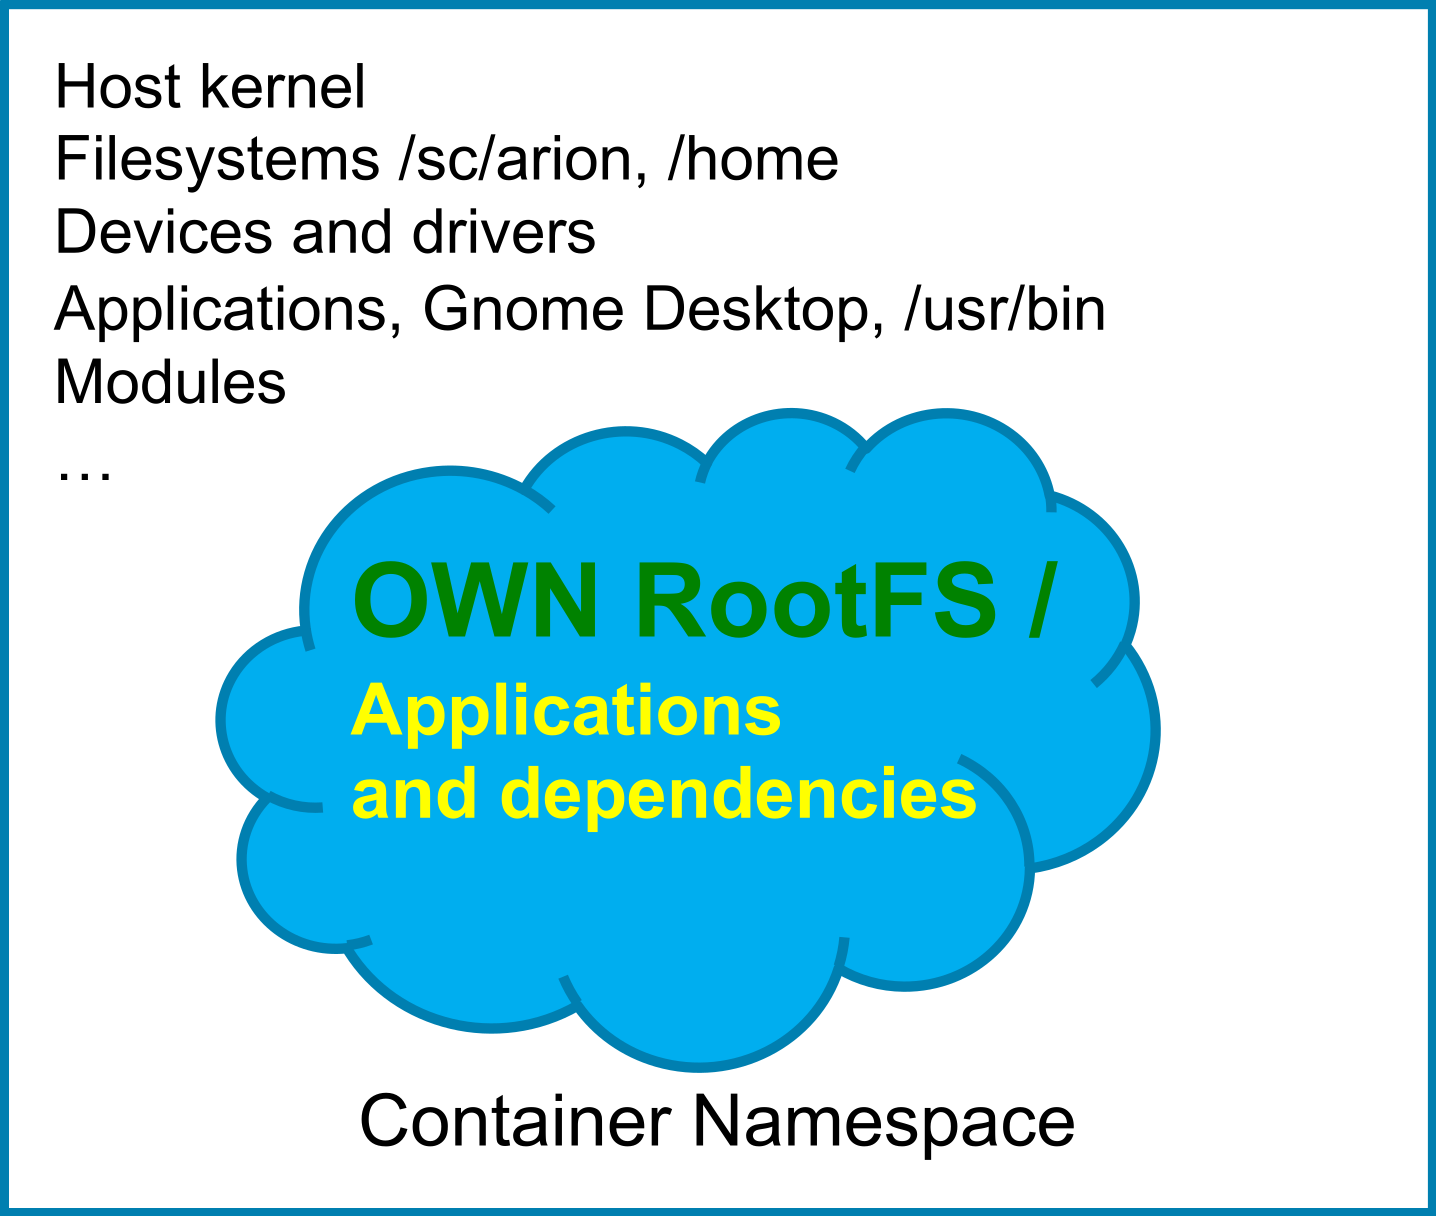 Host kernel
Filesystems /sc/arion, /home
Devices and drivers
Applications, Gnome Desktop, /usr/bin
Modules
…
OWN RootFS /
Applications
and dependencies
Container Namespace